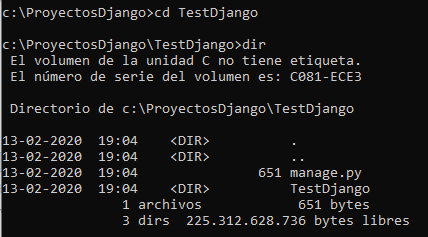 c:\ProyectosDjango>cd TestDjango
c:\ProyectosDjango\TestDjango>dir
 El volumen de la unidad C no tiene etiqueta.
 El número de serie del volumen es: C081-ECE3
 Directorio de c:\ProyectosDjango\TestDjango
13-02-2020  19:04    <DIR>          .
13-02-2020  19:04    <DIR>          ..
13-02-2020  19:04               651 manage.py
13-02-2020  19:04    <DIR>          TestDjango
               1 archivos            651 bytes
               3 dirs  225.312.628.736 bytes libres